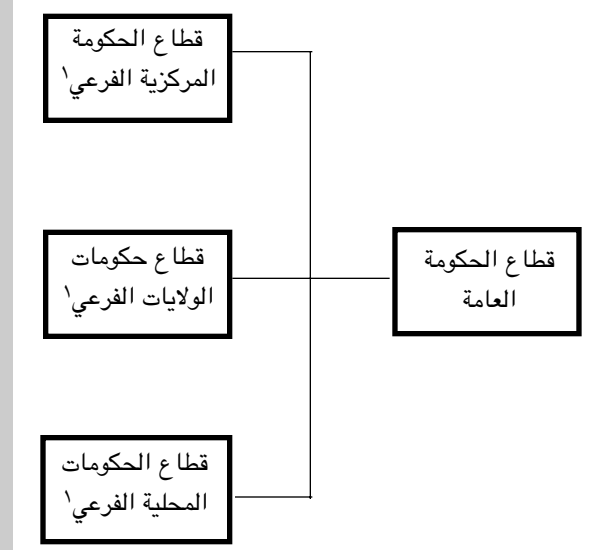 قطاع الحكومة
المركزية الفرعي١
قطاع حكومات
الولايات الفرعي١
قطاع الحكومة
العامة
قطاع الحكومات
المحلية الفرعي١